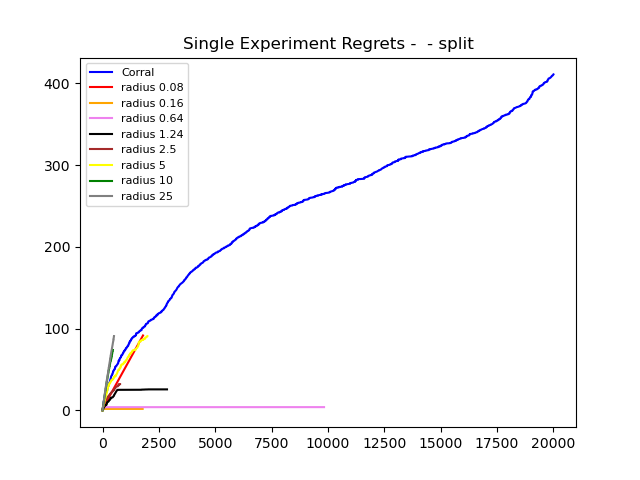 Single Experiment Regrets -  - split
400
300
200
100
0
Corral
radius 0.08
radius 0.16
radius 0.64
radius 1.24
radius 2.5
radius 5
radius 10
radius 25
0 2500 5000 7500 10000 12500 15000 17500 20000